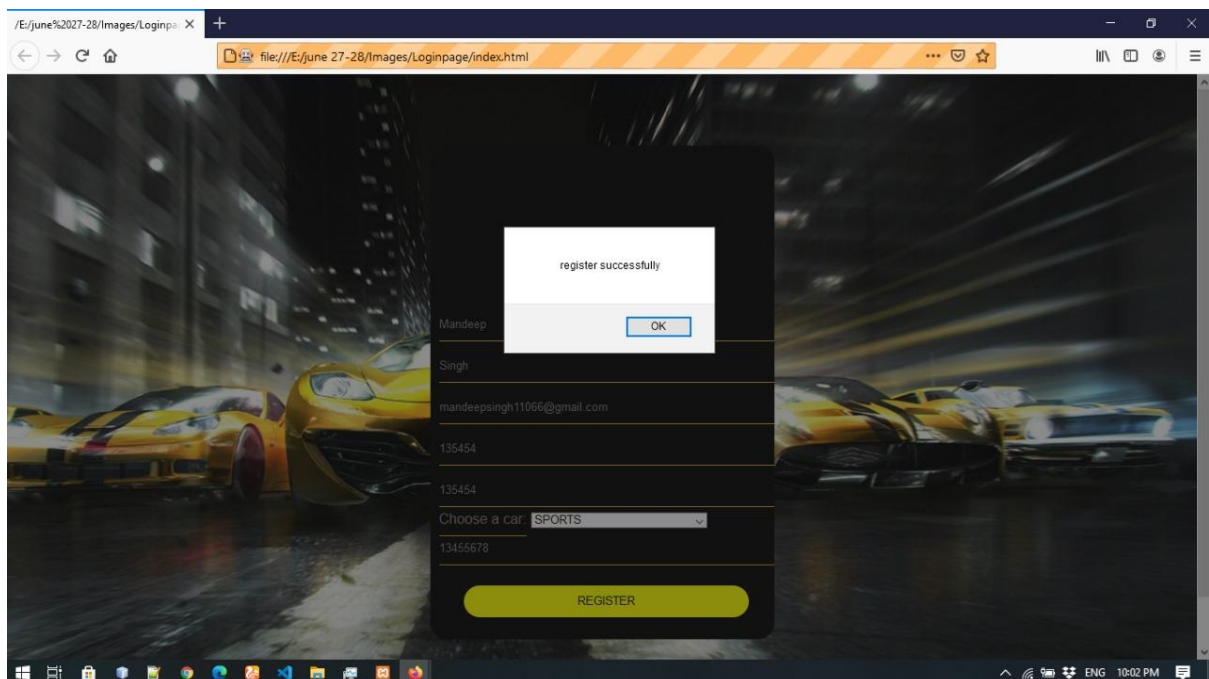 /E:/june%2027-28/Images/Loginpa
file:///E:/june 27-28/Images/Loginpage/index.html
register successfully
OK
Mandeep
Singh
mandeepsingh11066@gmail.com
135454
135454
Choose a car: SPORTS
13455678
REGISTER
ENG 10:02 PM